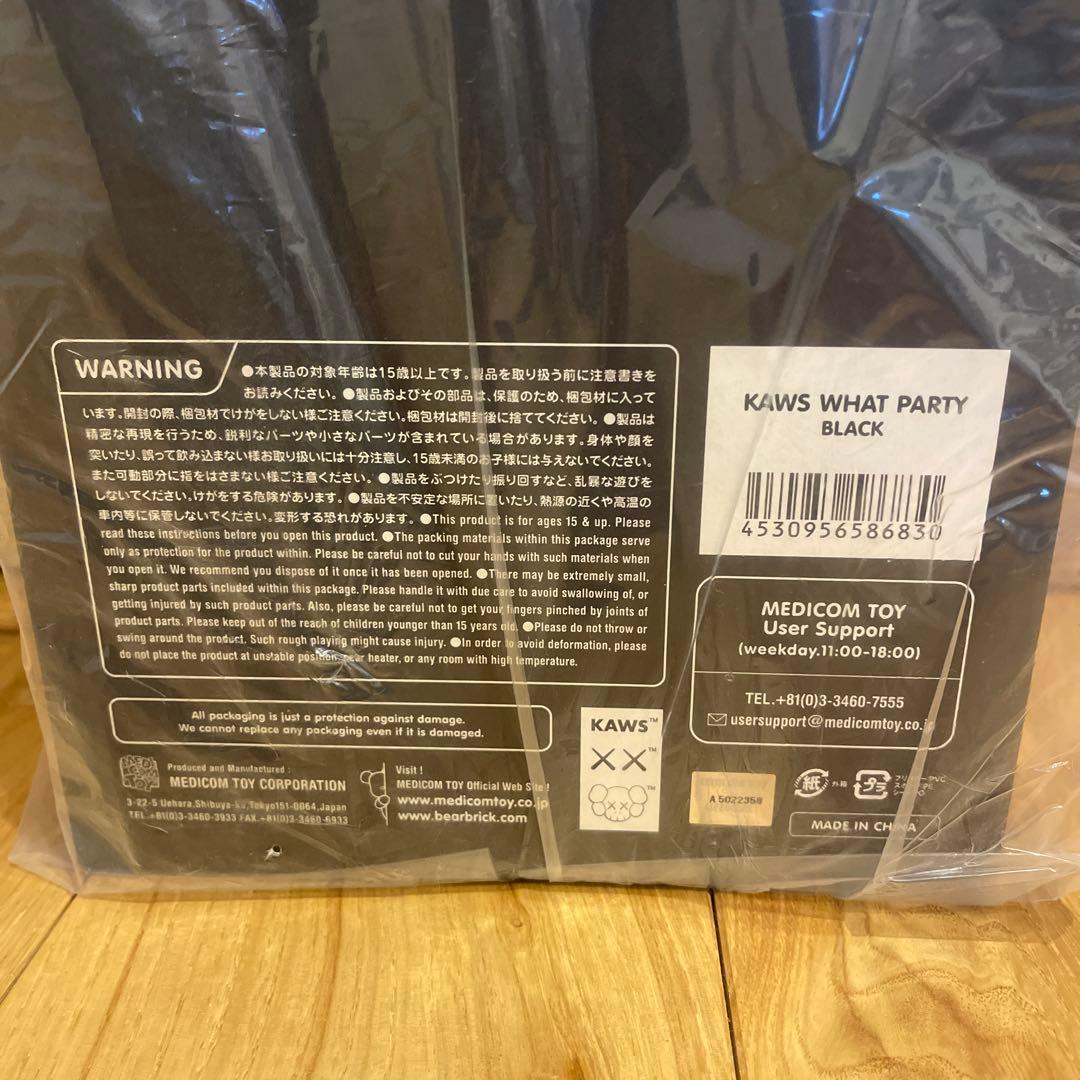 WARNING
●本製品の対象年齢は15歳以上です。製品を取り扱う前に注意書きを
お読みください。●製品およびその部品は、保護のため、梱包材に入って
います。開封の際、梱包材でけがをしない様ご注意ください。梱包材は開封後に捨ててください。●製品は
精密な再現を行うため、鋭利なパーツや小さなパーツが含まれている場合があります。身体や顔を
突いたり、誤って飲み込まない様お取り扱いには十分注意し、15歳未満のお子様には与えないでください。
また可動部分に指をはさまない様ご注意ください。●製品をぶつけたり振り回すなど、乱暴な遊びを
しないでください。けがをする危険があります。●製品を不安定な場所に置いたり、熱源の近くや高温の
車内等に保管しないでください。変形する恐れがあります。●This product is for ages 15 & up. Please
read these instructions before you open this product. ●The packing materials within this package serve
only as protection for the product within. Please be careful not to cut your hands with such materials when
you open it. We recommend you dispose of it once it has been opened. ●There may be extremely small,
sharp product parts included within this package. Please handle it with due care to avoid swallowing of, or
getting injured by such product parts. Also, please be careful not to get your fingers pinched by joints of
product parts. Please keep out of the reach of children younger than 15 years old. ●Please do not throw or
swing around the product. Such rough playing might cause injury. ●In order to avoid deformation, please
do not place the product at unstable position, near heater, or any room with high temperature.
KAWS WHAT PARTY
BLACK
4530956586830
MEDICOM TOY
User Support
(weekday.11:00-18:00)
TEL.+81(0)3-3460-7555
usersupport@medicomtoy.co.jp
All packaging is just a protection against damage.
We cannot replace any packaging even if it is damaged.
MEDI
COM
TOY
Produced and Manufactured :
MEDICOM TOY CORPORATION
3-22-5 Uehara,Shibuya-ku,Tokyo151-0064,Japan
TEL.+81(0)3-3460-3933 FAX.+81(0)3-3460-6933
Visit !
MEDICOM TOY Official Web Site !
www.medicomtoy.co.jp
www.bearbrick.com
KAWS™
XX™
™
A 5022358
紙 外箱
プラ
MADE IN CHINA